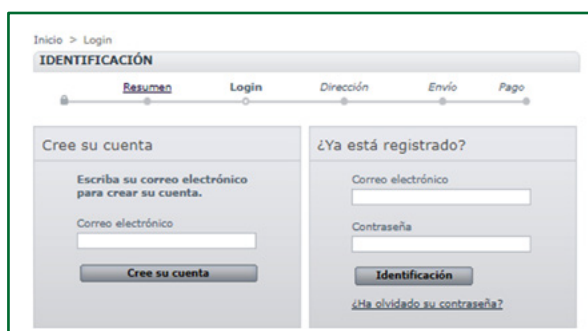 Inicio > Login
IDENTIFICACIÓN
Resumen Login Dirección Envío Pago
Cree su cuenta
Escriba su correo electrónico
para crear su cuenta.
Correo electrónico
Cree su cuenta
¿Ya está registrado?
Correo electrónico
Contraseña
Identificación
¿Ha olvidado su contraseña?